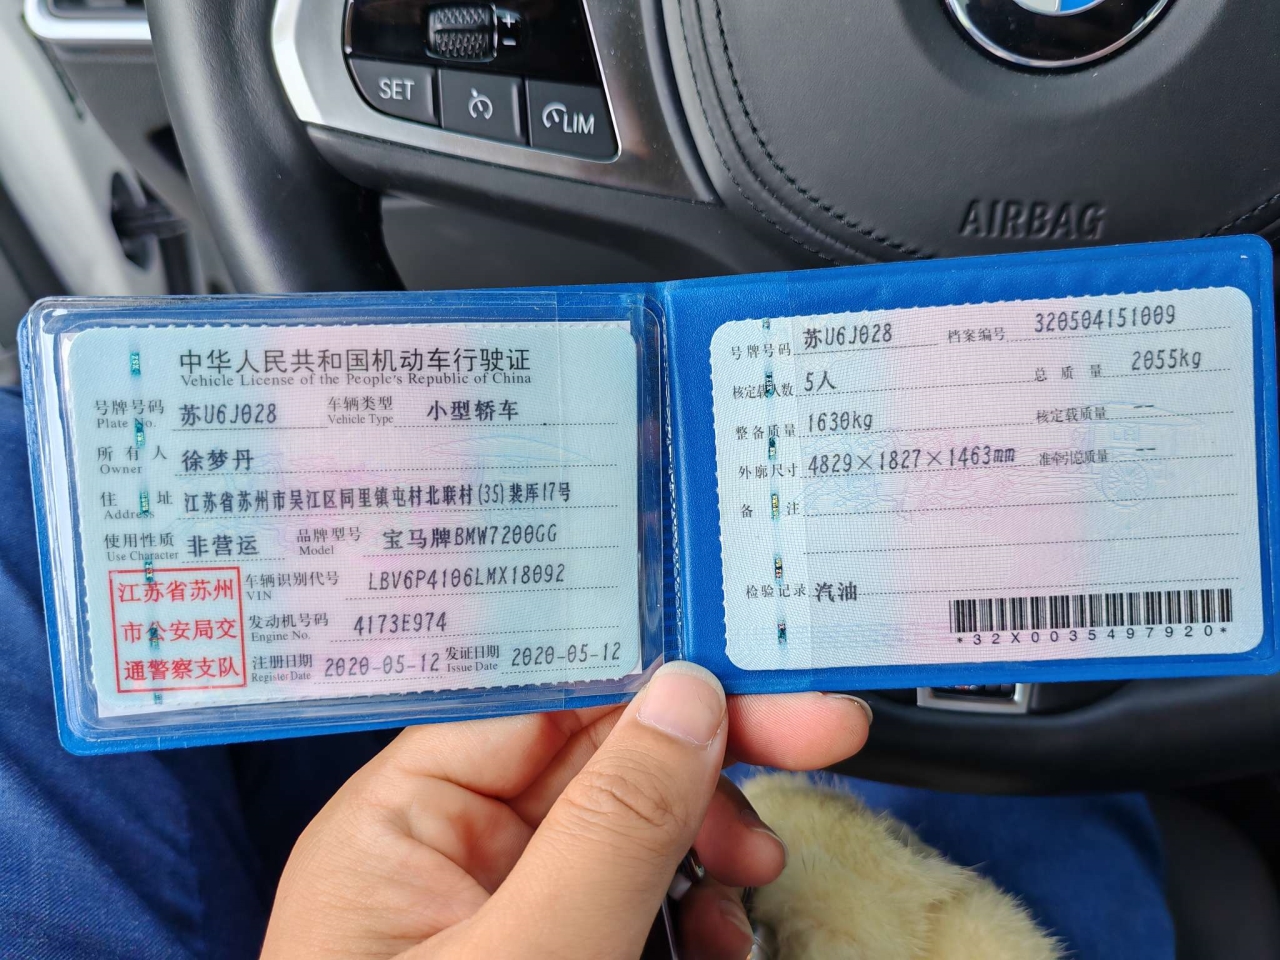 +
-
SET
LIM
AIRBAG
中华人民共和国机动车行驶证
Vehicle License of the People's Republic of China
号牌号码 苏U6J028 车辆类型 小型轿车
Plate No. Vehicle Type
所有人 徐梦丹
Owner
住址 江苏省苏州市吴江区同里镇屯村北联村(35)裴厍17号
Address
使用性质 非营运 品牌型号 宝马牌BMW7200GG
Use Character Model
江苏省苏州
市公安局交
通警察支队
车辆识别代号 LBV6P4106LMX18092
VIN
发动机号码 4173E974
Engine No.
注册日期 2020-05-12 发证日期 2020-05-12
Register Date Issue Date
号牌号码 苏U6J028 档案编号 320504151009
核定载人数 5人 总质量 2055kg
整备质量 1630kg 核定载质量 --
外廓尺寸 4829×1827×1463mm 准牵引总质量 --
备注
检验记录 汽油
*32X0035497920*